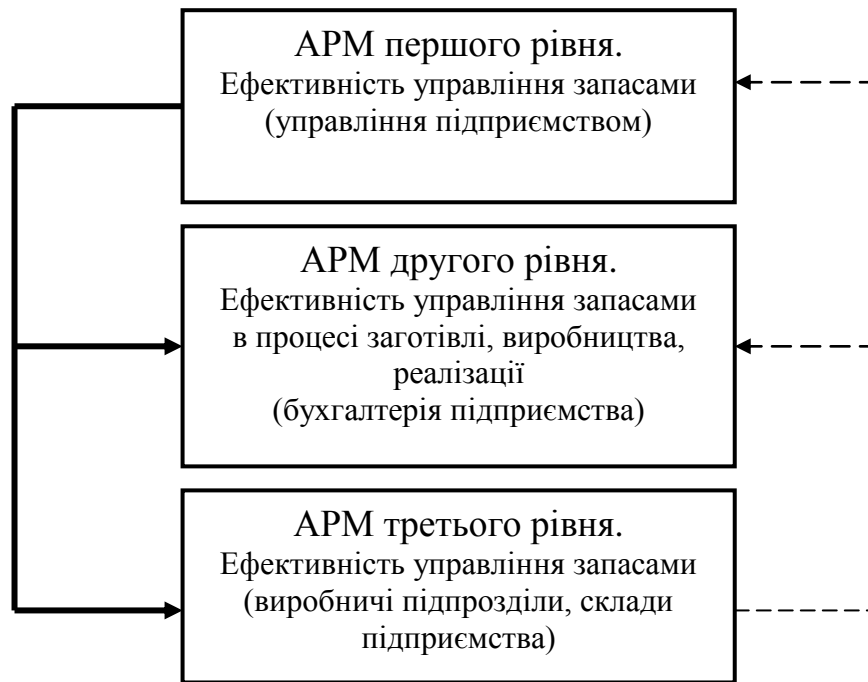 АРМ першого рівня.
Ефективність управління запасами
(управління підприємством)
АРМ другого рівня.
Ефективність управління запасами
в процесі заготівлі, виробництва,
реалізації
(бухгалтерія підприємства)
АРМ третього рівня.
Ефективність управління запасами
(виробничі підпрозділи, склади
підприємства)